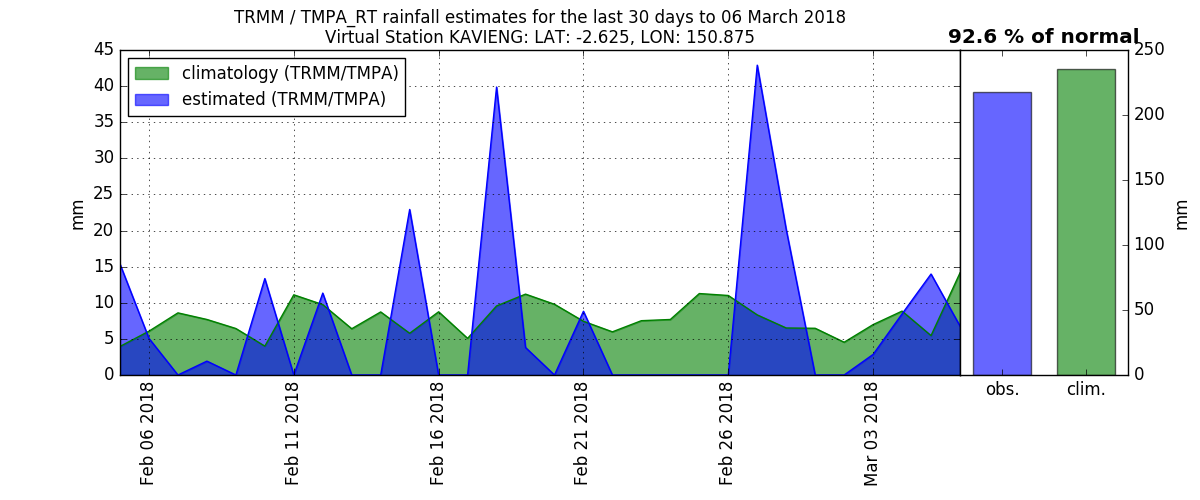 TRMM / TMPA_RT rainfall estimates for the last 30 days to 06 March 2018
Virtual Station KAVIENG: LAT: -2.625, LON: 150.875
92.6 % of normal
climatology (TRMM/TMPA)
estimated (TRMM/TMPA)
mm
45
40
35
30
25
20
15
10
5
0
Feb 06 2018
Feb 11 2018
Feb 16 2018
Feb 21 2018
Feb 26 2018
Mar 03 2018
obs.
clim.
250
200
150
100
50
0
mm